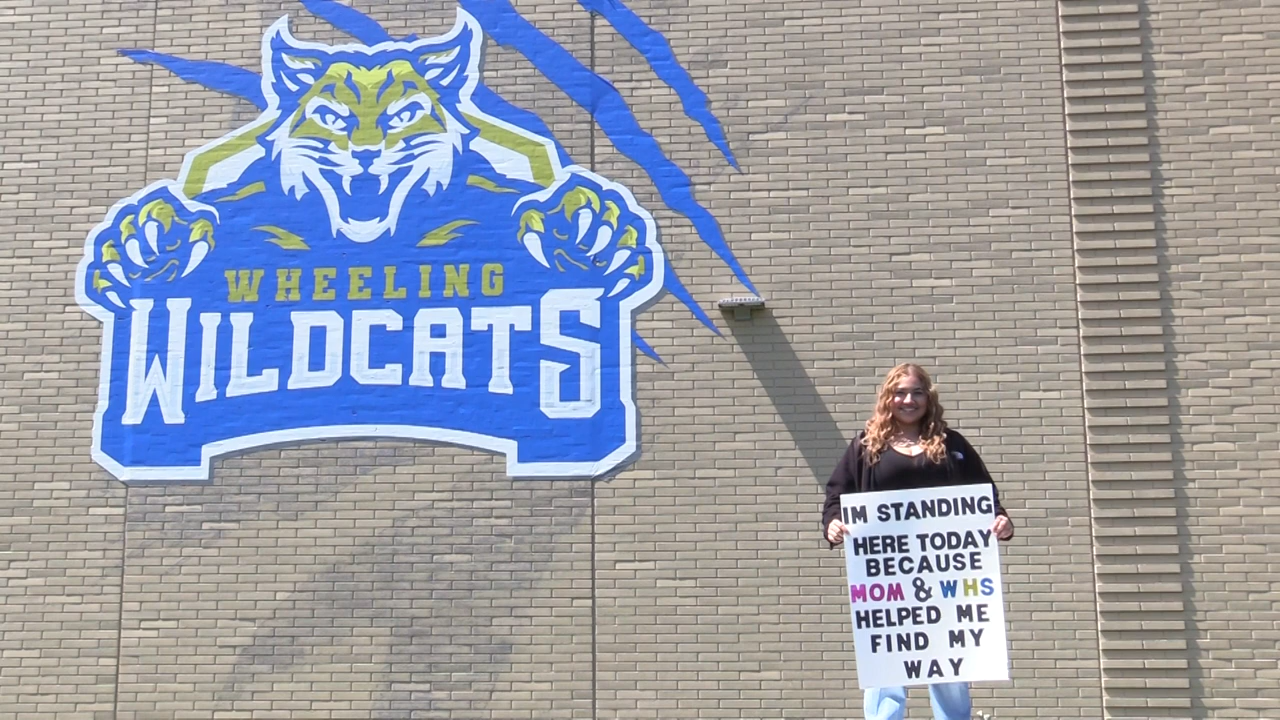 WHEELING
WILDCATS
IM STANDING
HERE TODAY
BECAUSE
MOM & WHS
HELPED ME
FIND MY
WAY